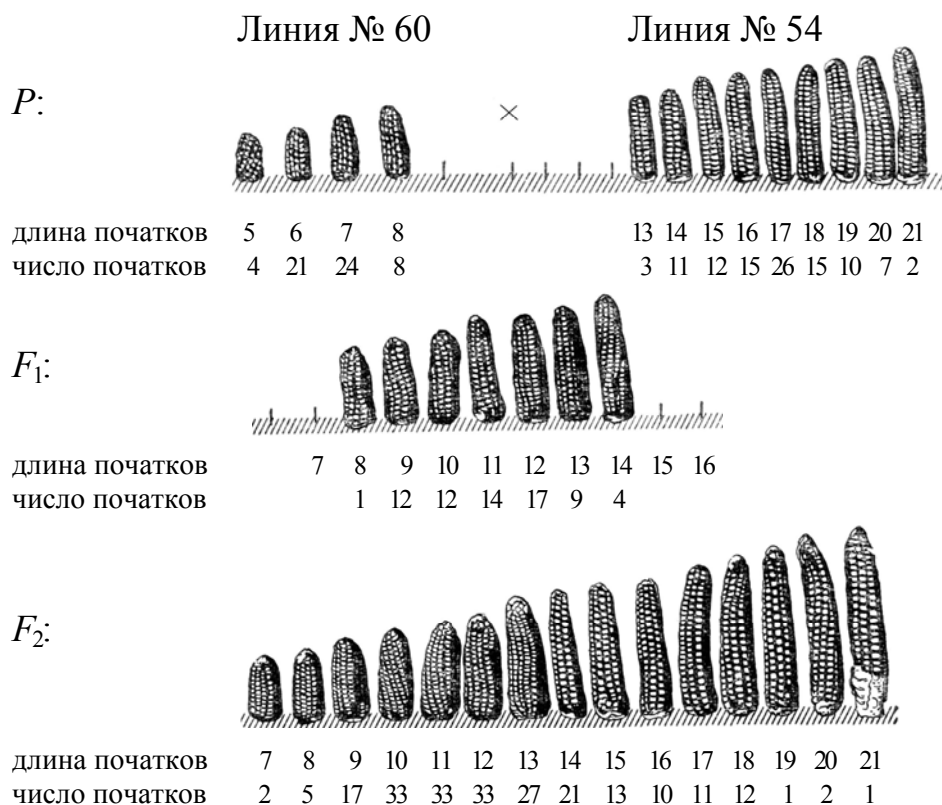 Линия № 60 Линия № 54
P: ×
длина початков 5 6 7 8 13 14 15 16 17 18 19 20 21
число початков 4 21 24 8 3 11 12 15 26 15 10 7 2
F1:
длина початков 7 8 9 10 11 12 13 14 15 16
число початков 1 12 12 14 17 9 4
F2:
длина початков 7 8 9 10 11 12 13 14 15 16 17 18 19 20 21
число початков 2 5 17 33 33 33 27 21 13 10 11 12 1 2 1